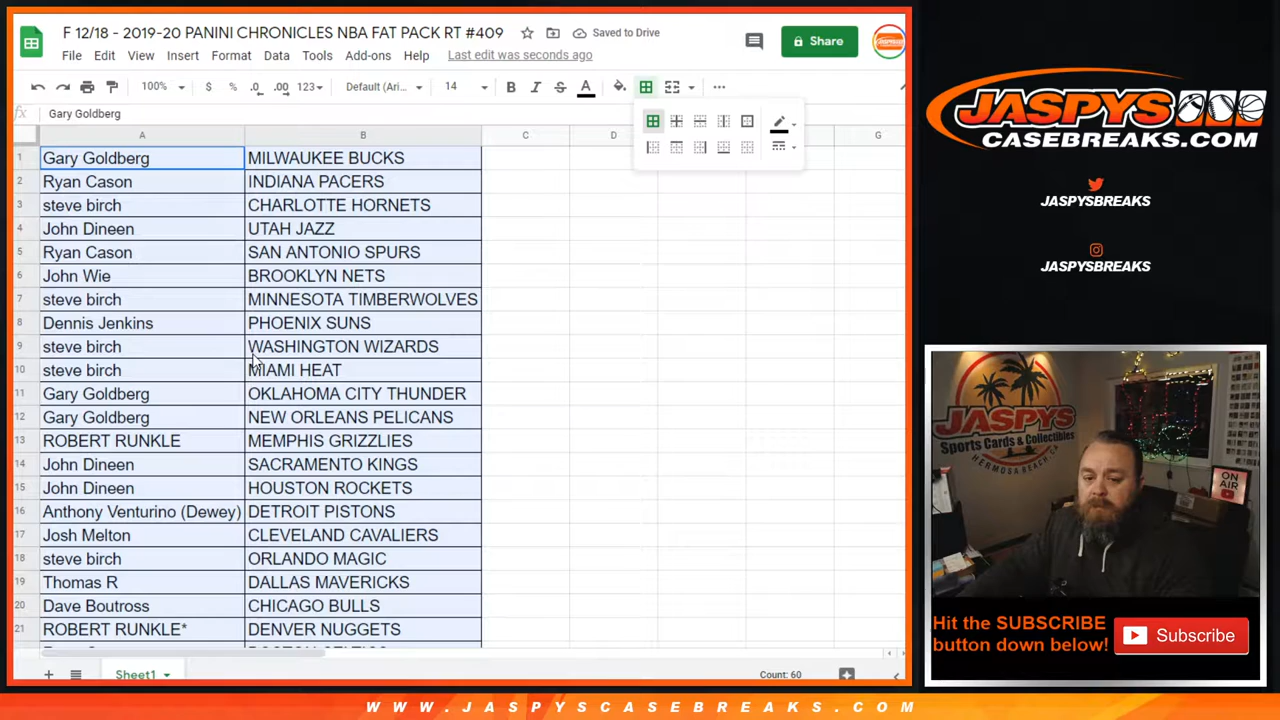 F 12/18 - 2019-20 PANINI CHRONICLES NBA FAT PACK RT #409
Saved to Drive
File Edit View Insert Format Data Tools Add-ons Help Last edit was seconds ago
Share
100% $ % .0 .00 123 Default (Ari... 14 B I S A
fx Gary Goldberg
A B C D G
1 Gary Goldberg MILWAUKEE BUCKS
2 Ryan Cason INDIANA PACERS
3 steve birch CHARLOTTE HORNETS
4 John Dineen UTAH JAZZ
5 Ryan Cason SAN ANTONIO SPURS
6 John Wie BROOKLYN NETS
7 steve birch MINNESOTA TIMBERWOLVES
8 Dennis Jenkins PHOENIX SUNS
9 steve birch WASHINGTON WIZARDS
10 steve birch MIAMI HEAT
11 Gary Goldberg OKLAHOMA CITY THUNDER
12 Gary Goldberg NEW ORLEANS PELICANS
13 ROBERT RUNKLE MEMPHIS GRIZZLIES
14 John Dineen SACRAMENTO KINGS
15 John Dineen HOUSTON ROCKETS
16 Anthony Venturino (Dewey) DETROIT PISTONS
17 Josh Melton CLEVELAND CAVALIERS
18 steve birch ORLANDO MAGIC
19 Thomas R DALLAS MAVERICKS
20 Dave Boutross CHICAGO BULLS
21 ROBERT RUNKLE* DENVER NUGGETS
Sheet1
Count: 60
JASPYS
CASEBREAKS.COM
JASPYSBREAKS
JASPYSBREAKS
JASPYS
Sports Cards & Collectibles
HERMOSA BEACH, CA
ON AIR
Hit the SUBSCRIBE
button down below!
Subscribe
WWW.JASPYSCASEBREAKS.COM